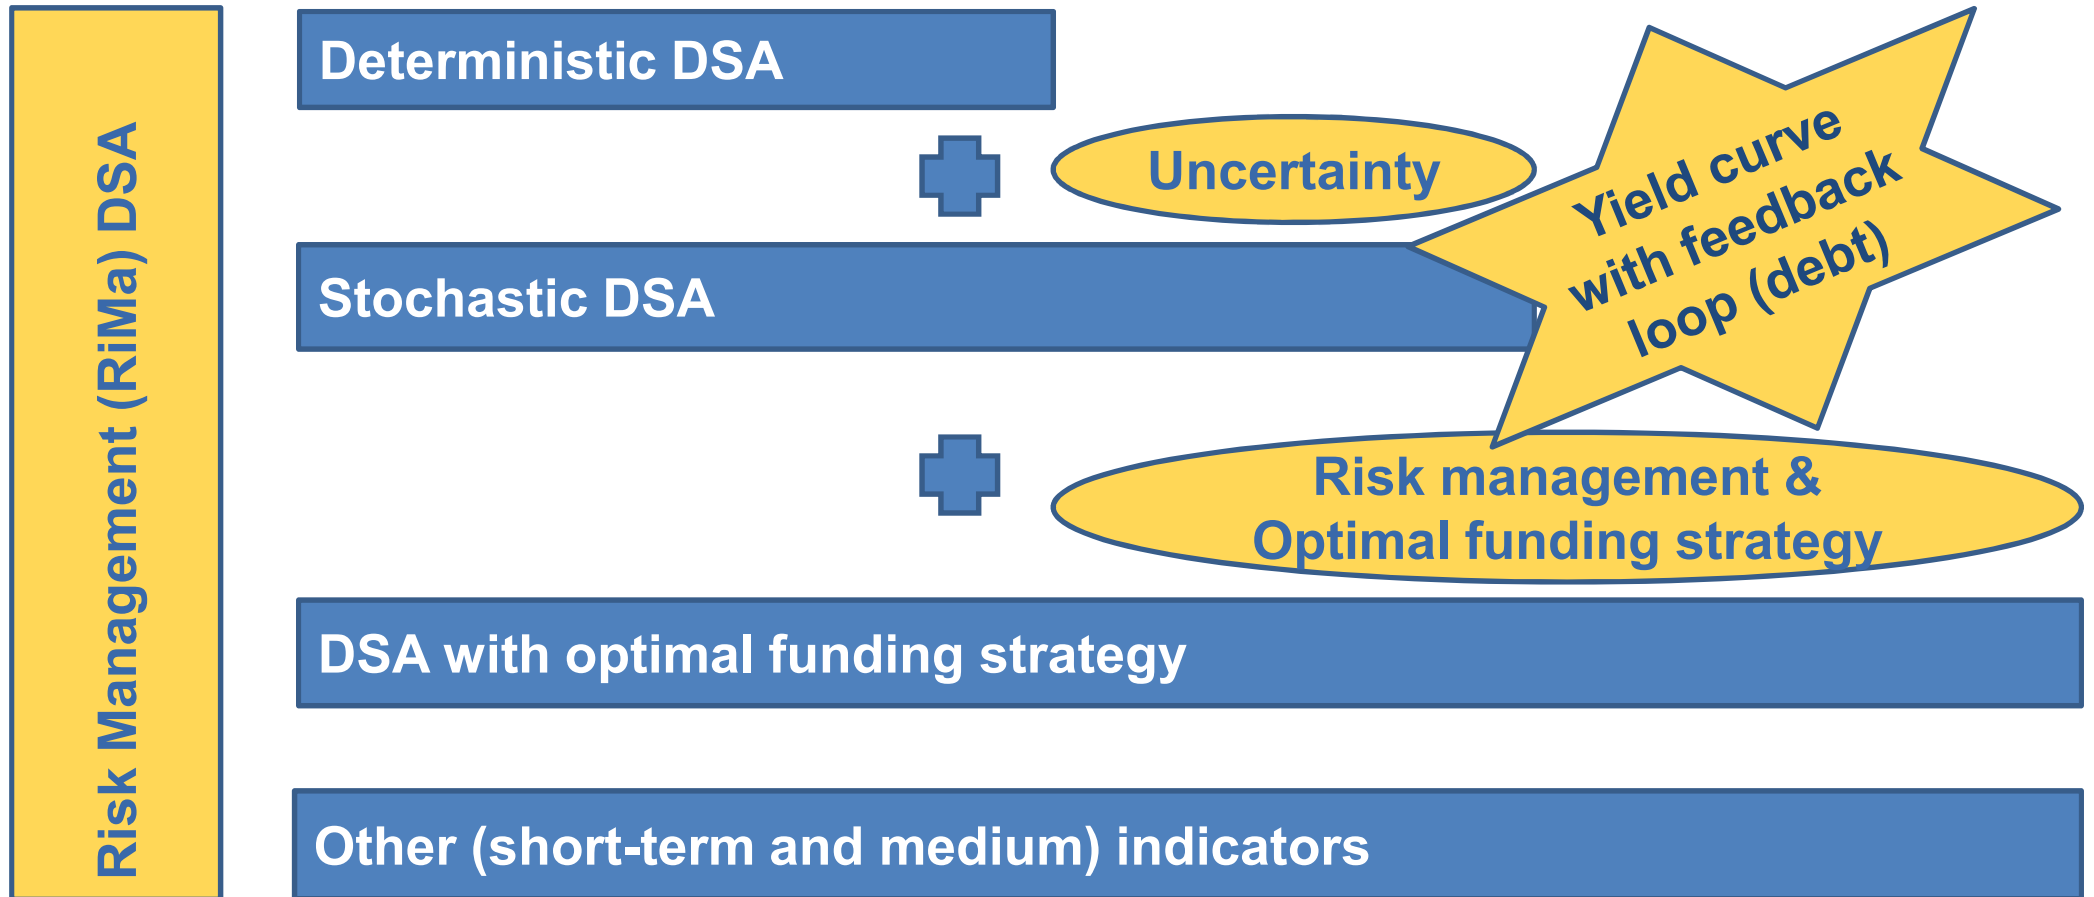 Risk Management (RiMa) DSA
Deterministic DSA
Uncertainty
Yield curve
with feedback
loop (debt)
Stochastic DSA
Risk management &
Optimal funding strategy
DSA with optimal funding strategy
Other (short-term and medium) indicators